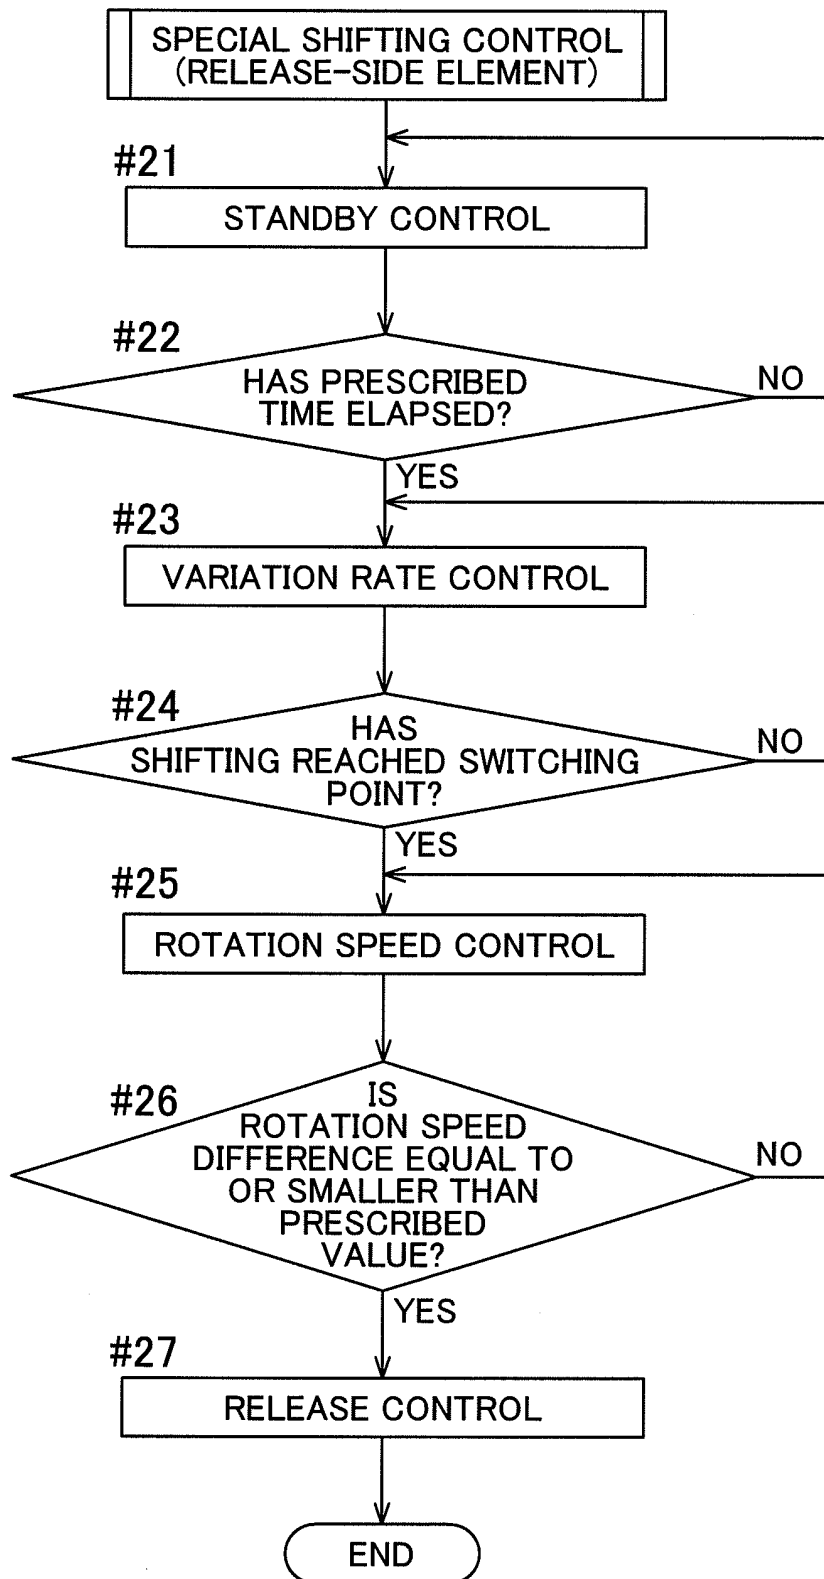 SPECIAL SHIFTING CONTROL
(RELEASE-SIDE ELEMENT)
#21
STANDBY CONTROL
#22
HAS PRESCRIBED
TIME ELAPSED?
NO
YES
#23
VARIATION RATE CONTROL
#24
HAS
SHIFTING REACHED SWITCHING
POINT?
NO
YES
#25
ROTATION SPEED CONTROL
#26
IS
ROTATION SPEED
DIFFERENCE EQUAL TO
OR SMALLER THAN
PRESCRIBED
VALUE?
NO
YES
#27
RELEASE CONTROL
END